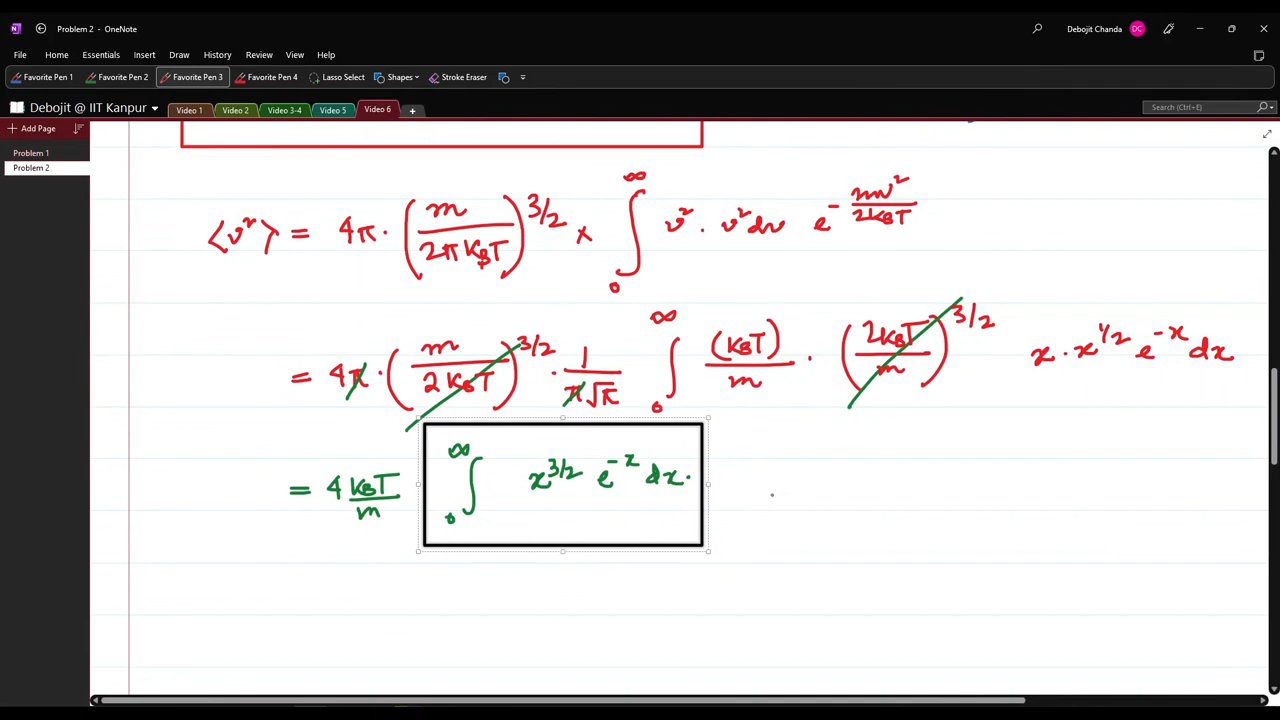 Problem 2 - OneNote
Debojit Chanda DC
File Home Essentials Insert Draw History Review View Help
Favorite Pen 1 Favorite Pen 2 Favorite Pen 3 Favorite Pen 4 Lasso Select Shapes Stroke Eraser
Debojit @ IIT Kanpur Video 1 Video 2 Video 3-4 Video 5 Video 6 Search (Ctrl+E)
Add Page
Problem 1
Problem 2
⟨v²⟩ = 4π · (m / 2πK_BT)^{3/2} × ∫₀^∞ v² · v² dv e^{-mv²/2K_BT}
= 4π · (m / 2K_BT)^{3/2} · 1/(π√π) ∫₀^∞ (K_BT)/m · (2K_BT/m)^{3/2} x · x^{1/2} e^{-x} dx
= 4 K_BT/m ∫₀^∞ x^{3/2} e^{-x} dx.